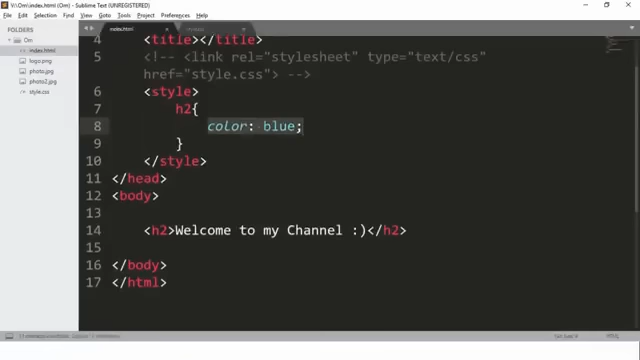 V:\Om\index.html (Om) - Sublime Text (UNREGISTERED)
File Edit Selection Find View Goto Tools Project Preferences Help
FOLDERS
Om
index.html
logo.png
photo.jpg
photo2.jpg
style.css
index.html
4 <title></title>
5 <!-- <link rel="stylesheet" type="text/css"
href="style.css"> -->
6 <style>
7 h2{
8 color: blue;
9 }
10 </style>
11 </head>
12 <body>
13
14 <h2>Welcome to my Channel :)</h2>
15
16 </body>
17 </html>